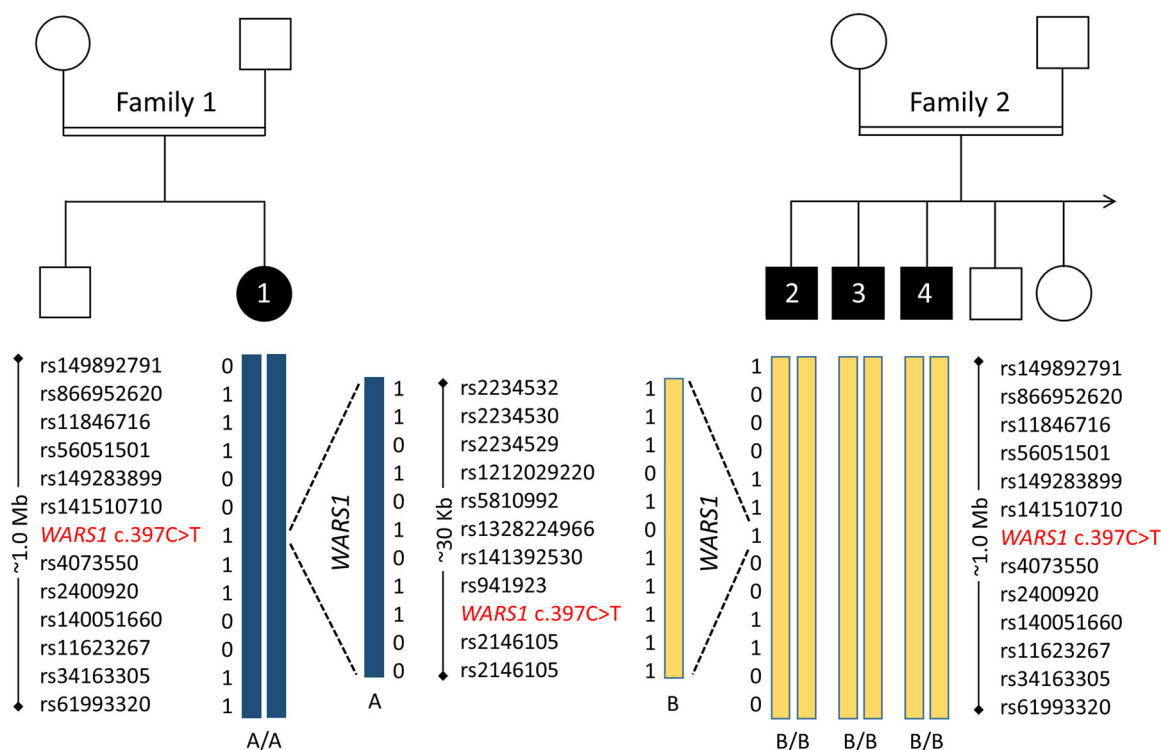 Family 1
Family 2
1
2 3 4
~1.0 Mb
rs149892791 0
rs866952620 1
rs11846716 1
rs56051501 1
rs149283899 0
rs141510710 0
WARS1 c.397C>T 1
rs4073550 1
rs2400920 1
rs140051660 0
rs11623267 0
rs34163305 1
rs61993320 1
A/A
WARS1
~30 Kb
1 rs2234532 1
1 rs2234530 1
0 rs2234529 1
1 rs1212029220 0
0 rs5810992 1
1 rs1328224966 0
0 rs141392530 1
1 rs941923 1
1 WARS1 c.397C>T 1
0 rs2146105 1
0 rs2146105 1
A
B
WARS1
1 rs149892791
0 rs866952620
0 rs11846716
0 rs56051501
1 rs149283899
1 rs141510710
1 WARS1 c.397C>T
0 rs4073550
0 rs2400920
1 rs140051660
1 rs11623267
0 rs34163305
0 rs61993320
~1.0 Mb
B/B B/B B/B